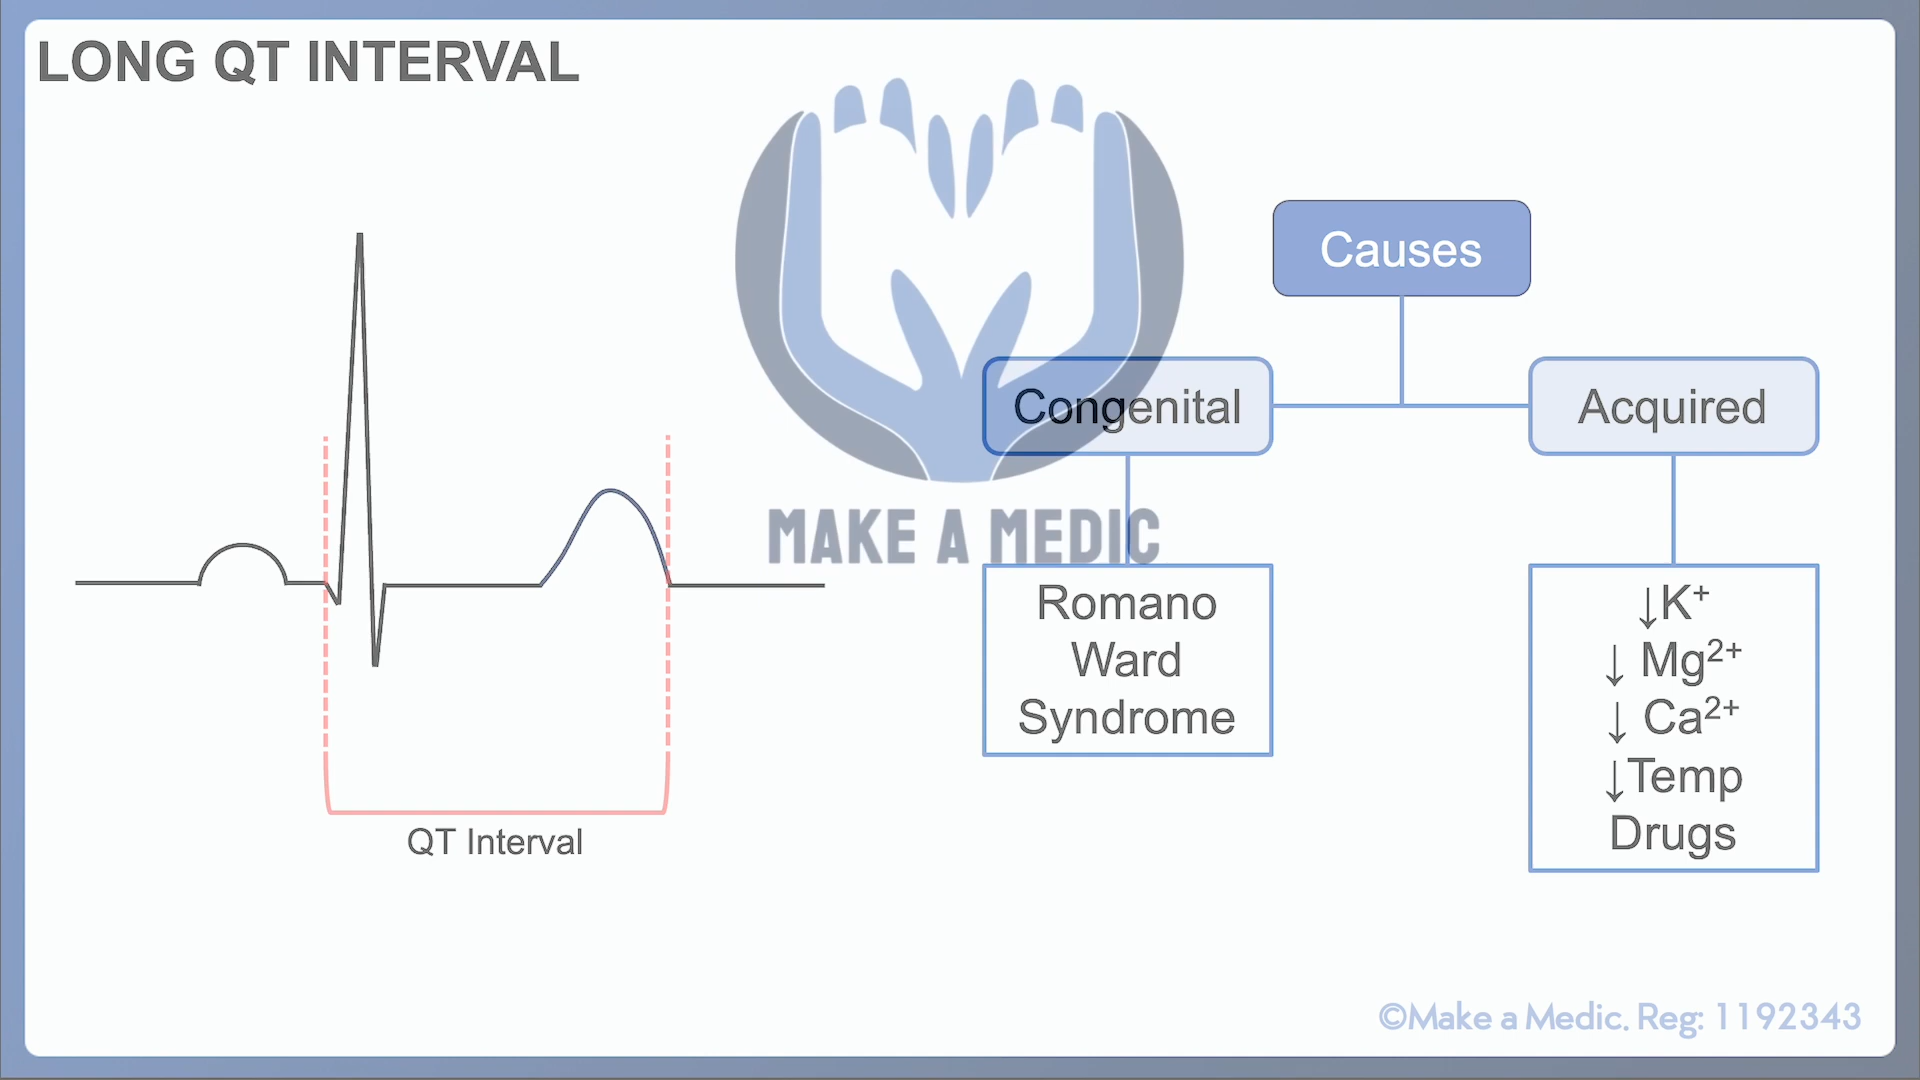 LONG QT INTERVAL
MAKE A MEDIC
Causes
Congenital
Acquired
Romano
Ward
Syndrome
↓K⁺
↓ Mg²⁺
↓ Ca²⁺
↓Temp
Drugs
QT Interval
©Make a Medic. Reg: 1192343